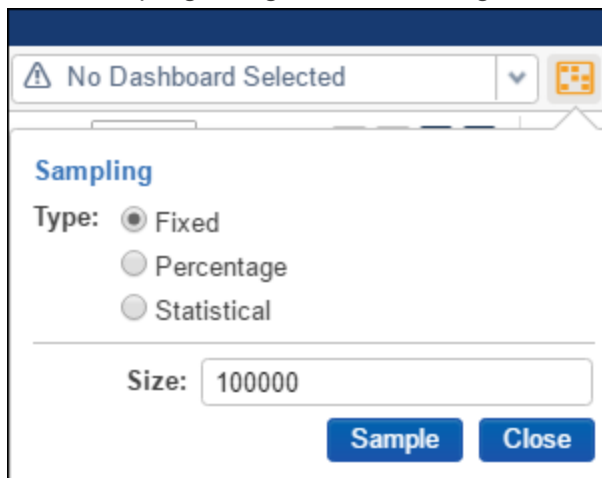 No Dashboard Selected
Sampling
Type: Fixed
Percentage
Statistical
Size: 100000
Sample Close